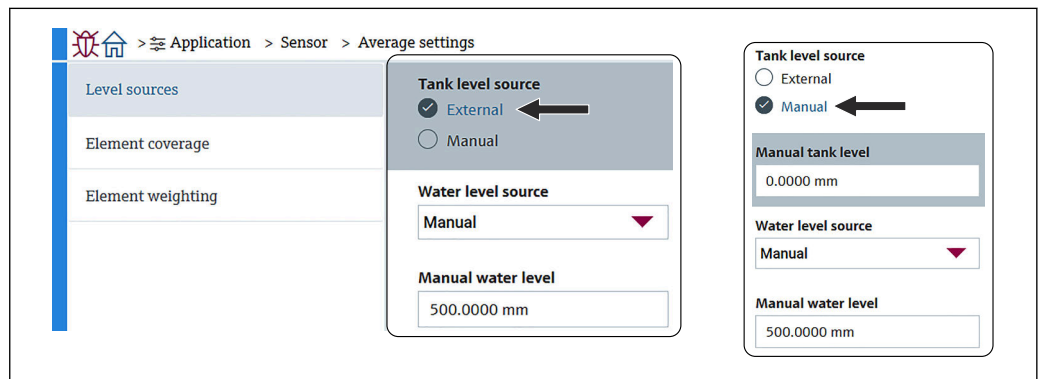 > Application > Sensor > Average settings
Level sources
Element coverage
Element weighting
Tank level source
External
Manual
Water level source
Manual
Manual water level
500.0000 mm
Tank level source
External
Manual
Manual tank level
0.0000 mm
Water level source
Manual
Manual water level
500.0000 mm